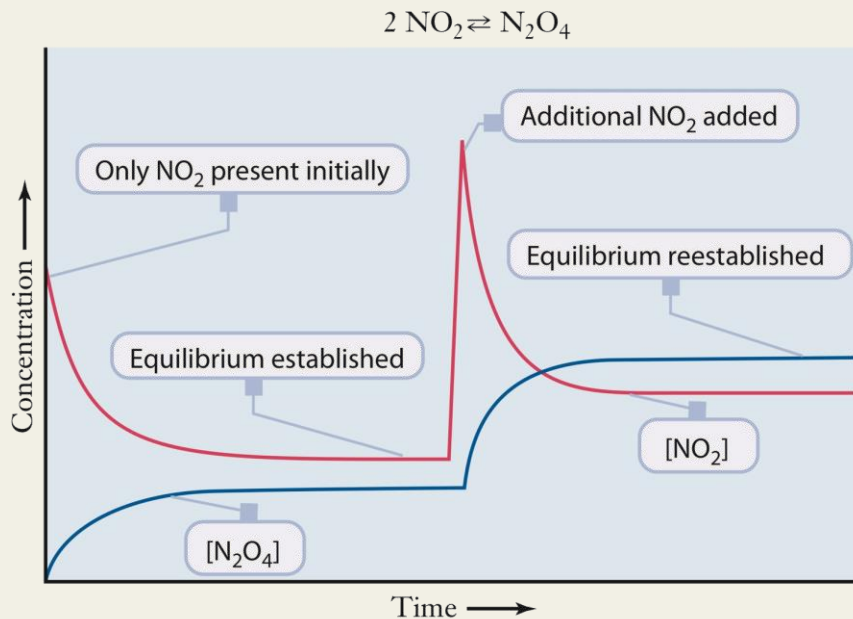 2 NO₂ ⇄ N₂O₄
Additional NO₂ added
Only NO₂ present initially
Equilibrium reestablished
Equilibrium established
[NO₂]
[N₂O₄]
Concentration →
Time →